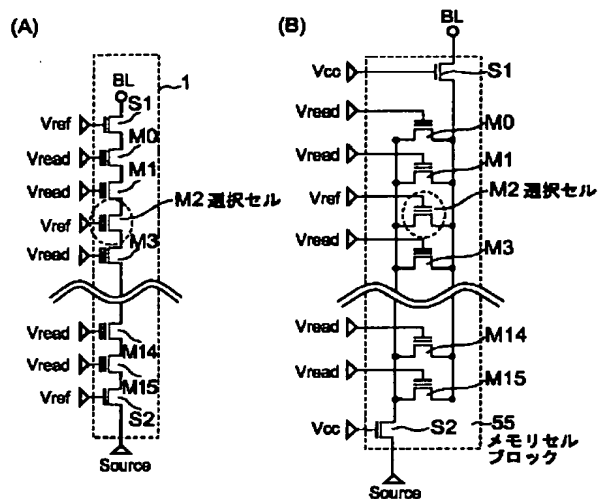 (A)
BL
1
S1
Vref
M0
Vread
M1
Vread
M2 選択セル
Vref
M3
Vread
Vread
M14
Vread
M15
Vref
S2
Source
(B)
BL
Vcc
S1
Vread
M0
Vread
M1
Vref
M2 選択セル
Vread
M3
Vread
M14
Vread
M15
Vcc
S2
55
メモリセル
ブロック
Source